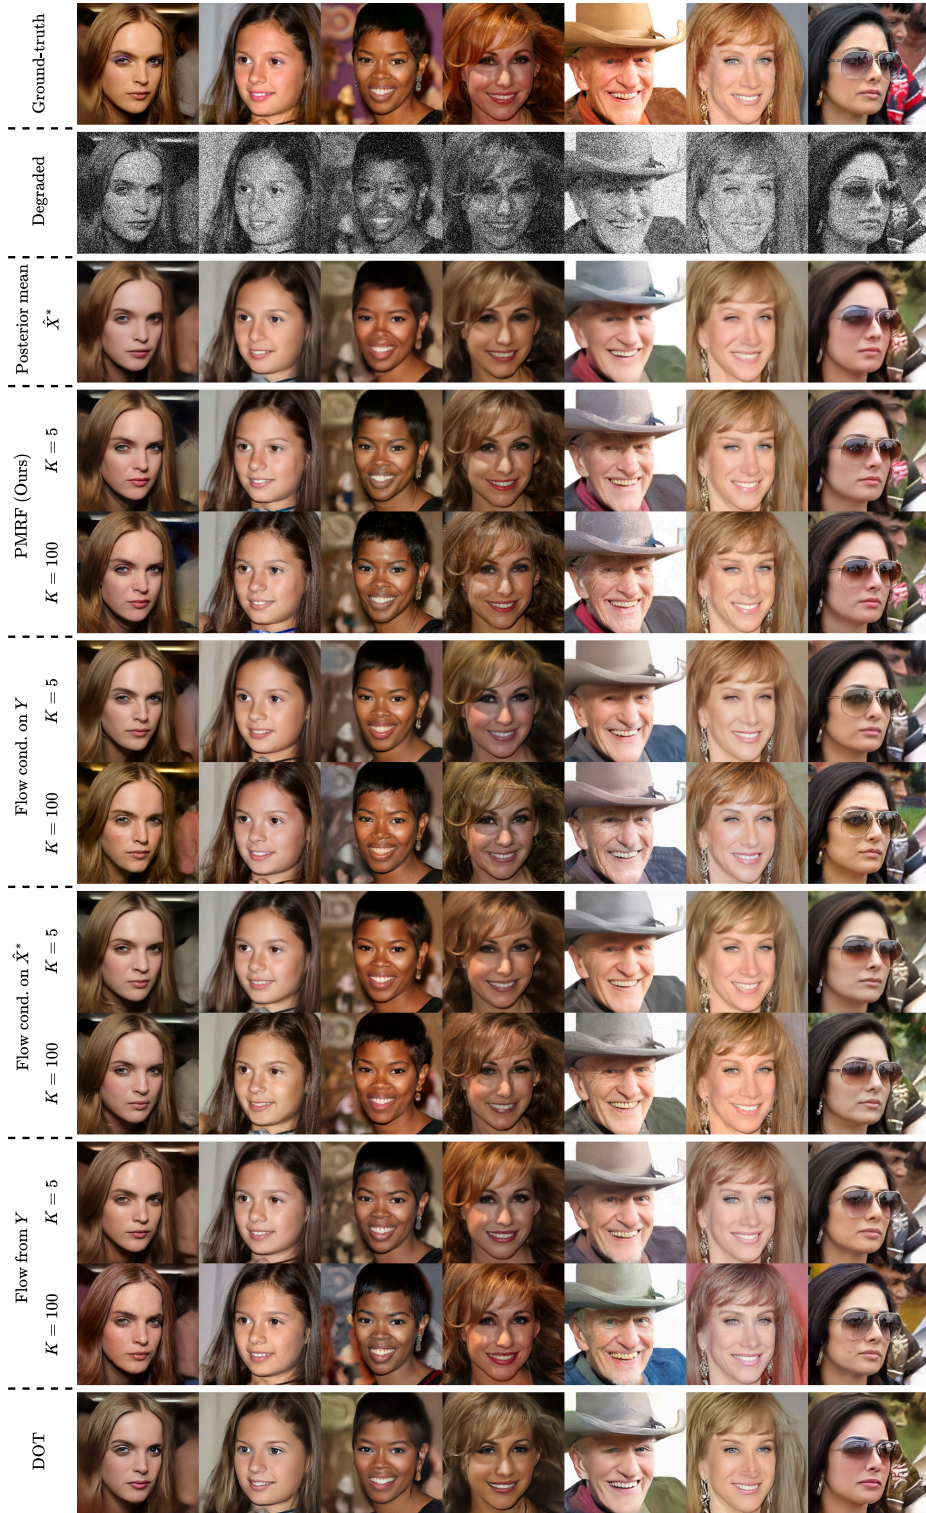 Ground-truth
Degraded
Posterior mean
X̂*
PMRF (Ours)
K = 5
K = 100
Flow cond. on Y
K = 5
K = 100
Flow cond. on X̂*
K = 5
K = 100
Flow from Y
K = 5
K = 100
DOT